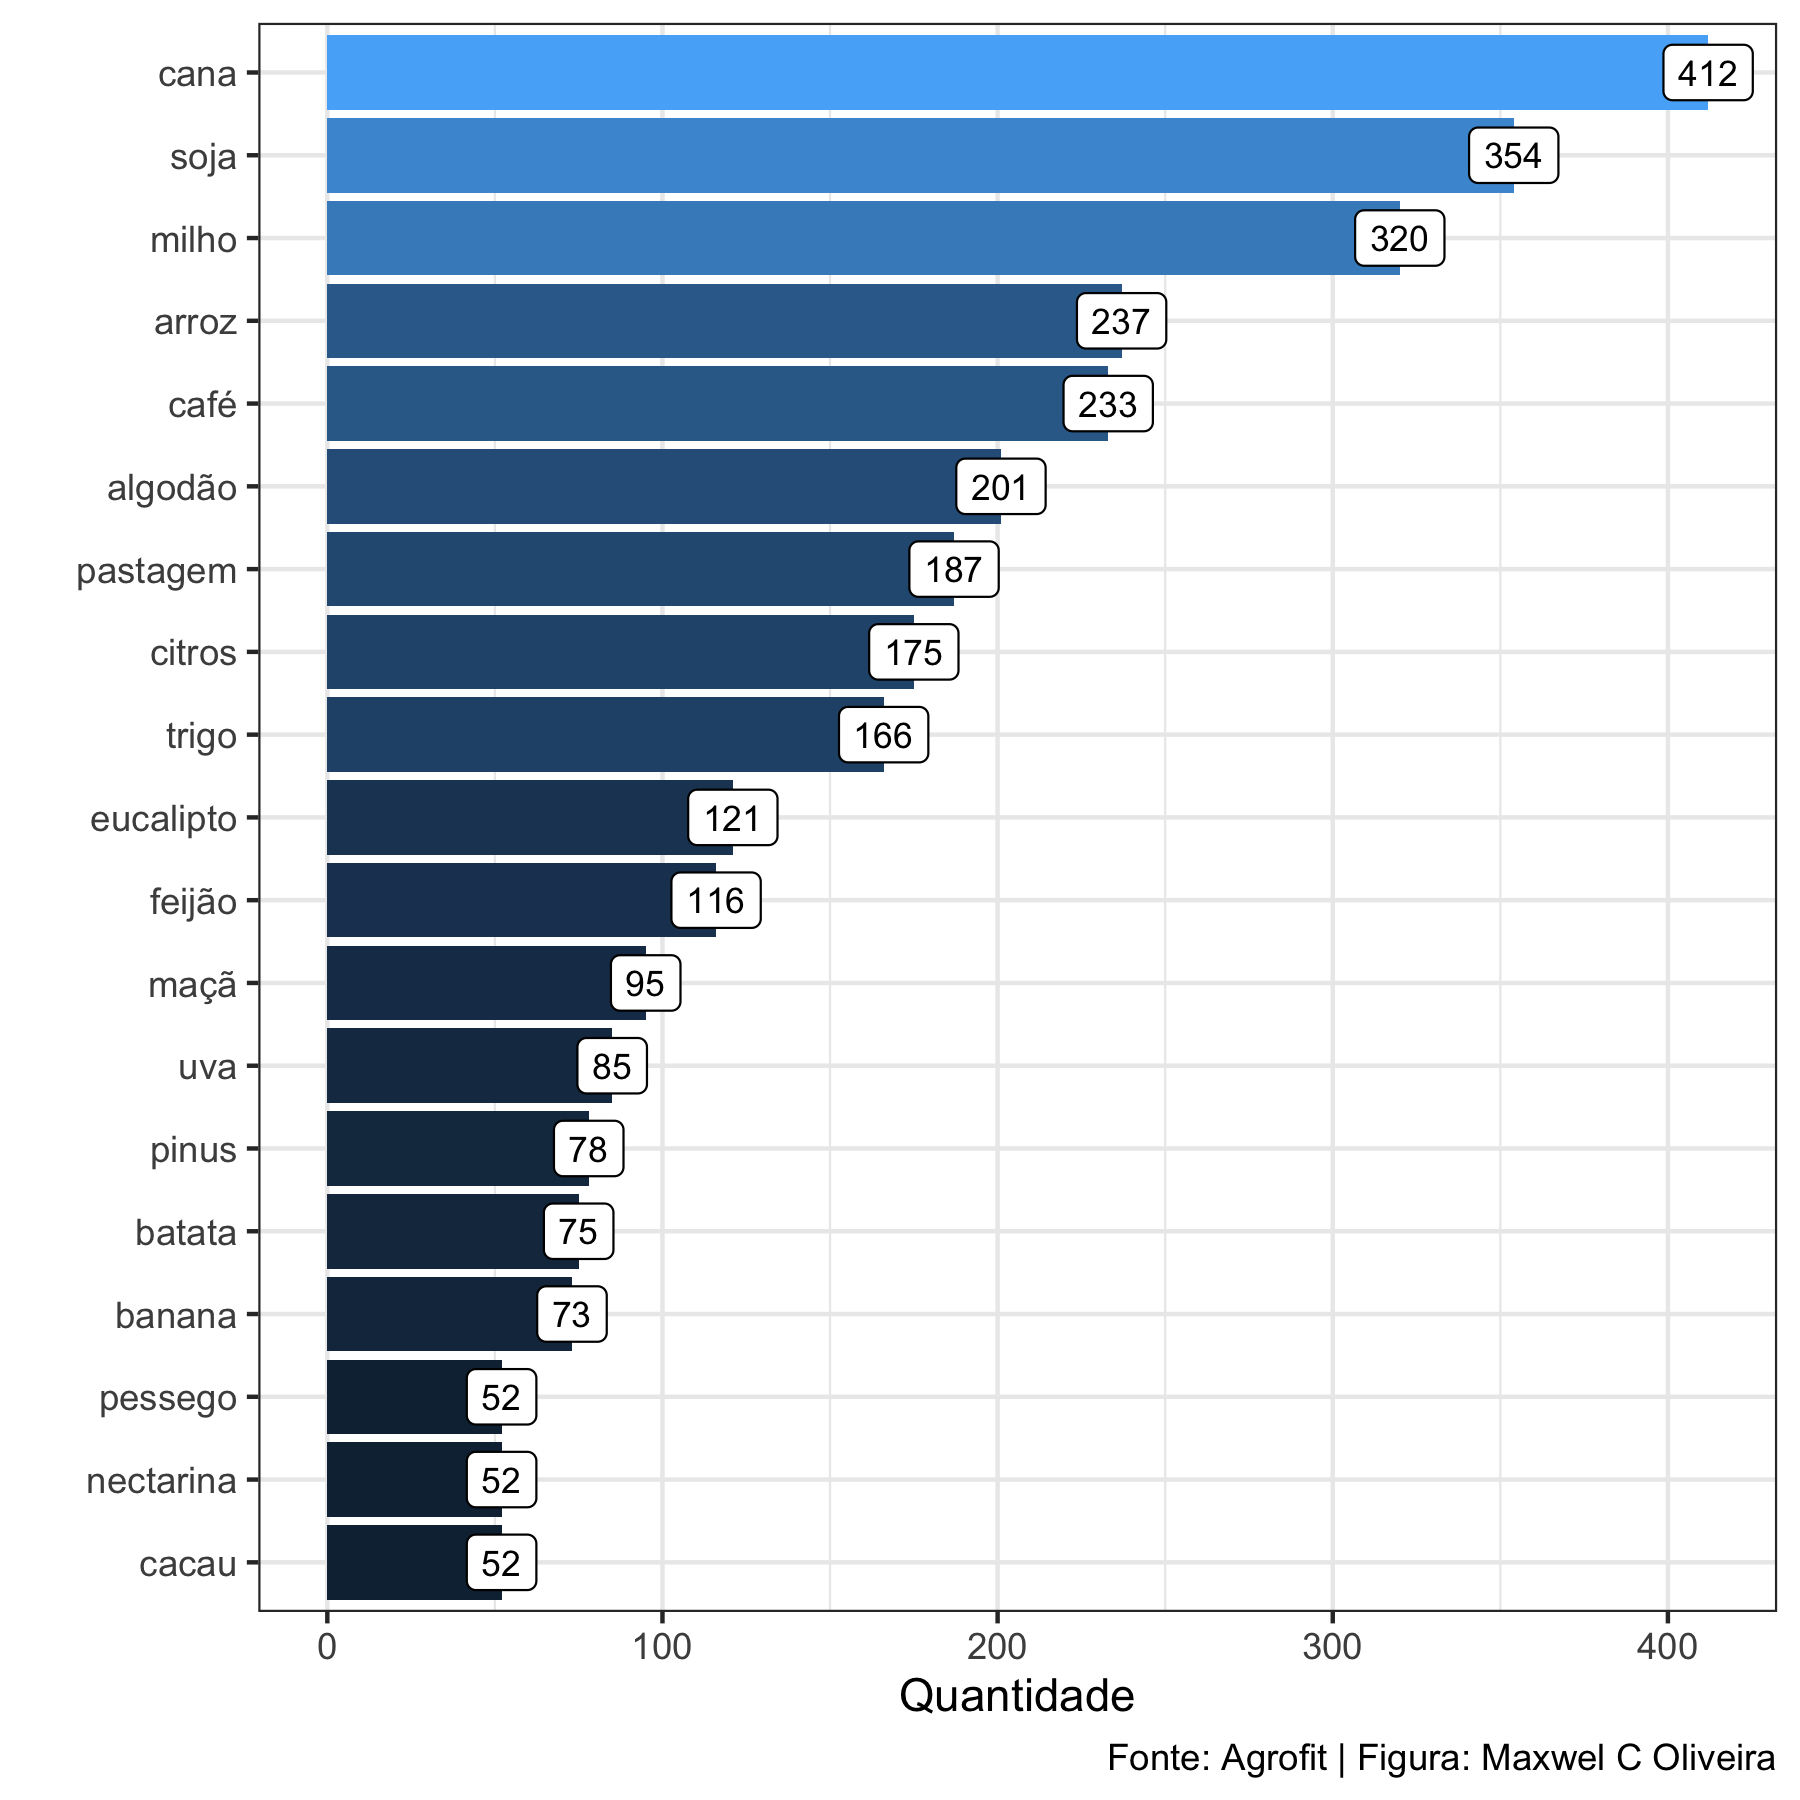 cana 412
soja 354
milho 320
arroz 237
café 233
algodão 201
pastagem 187
citros 175
trigo 166
eucalipto 121
feijão 116
maçã 95
uva 85
pinus 78
batata 75
banana 73
pessego 52
nectarina 52
cacau 52
0 100 200 300 400
Quantidade
Fonte: Agrofit | Figura: Maxwel C Oliveira